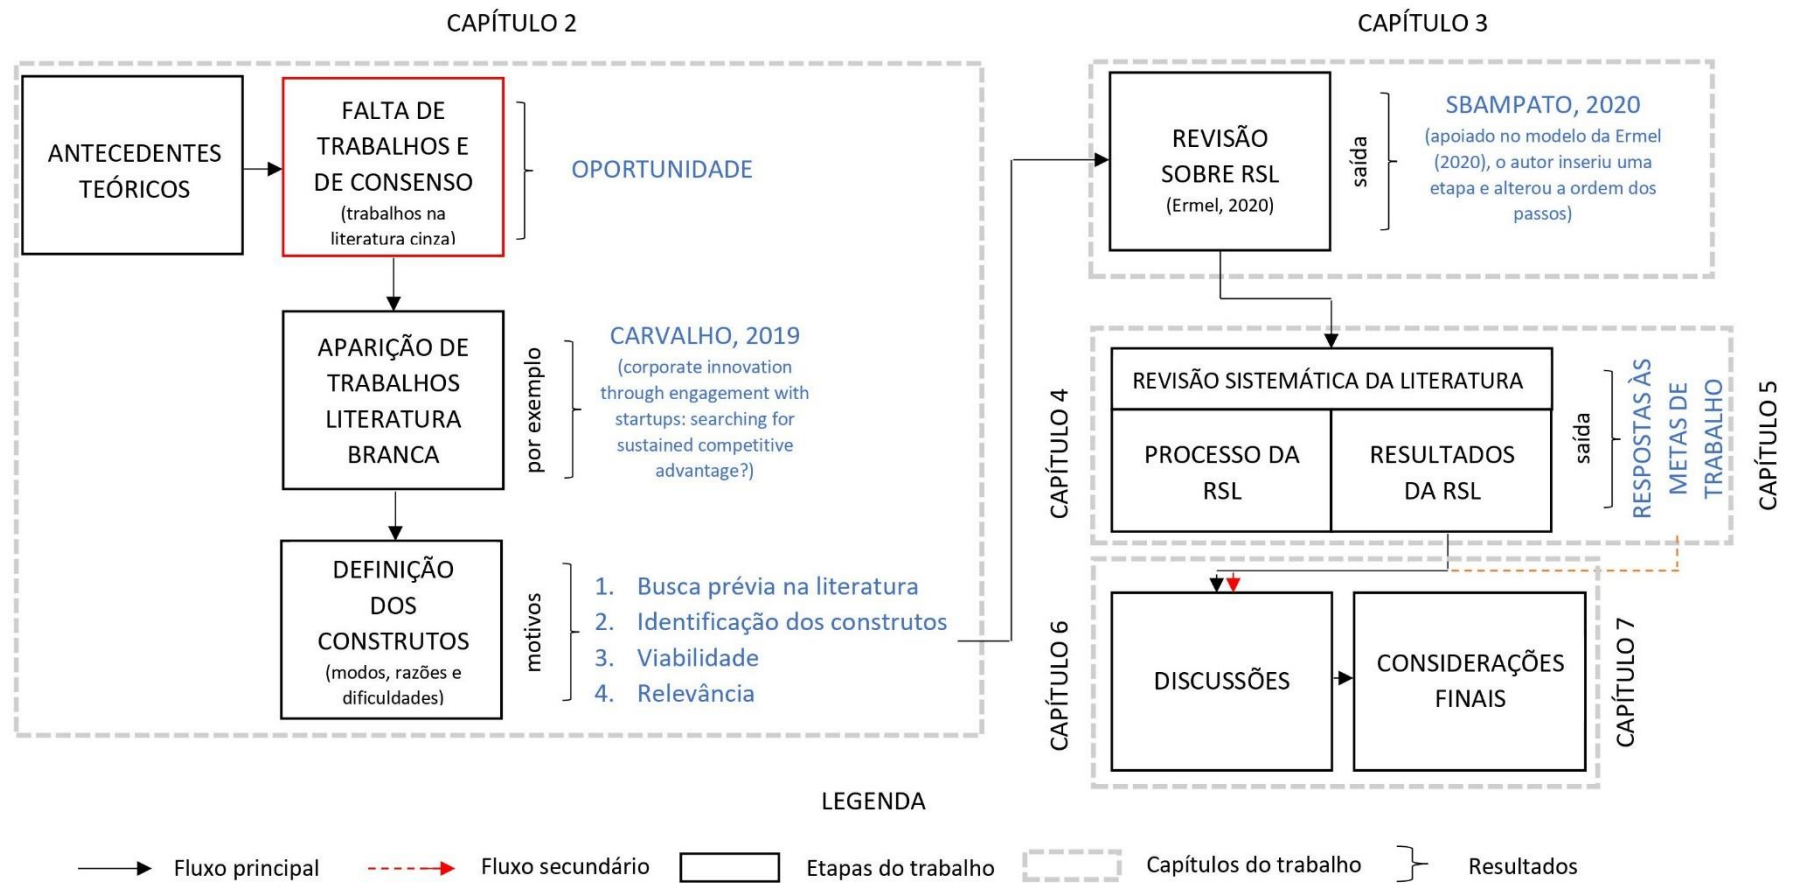 CAPÍTULO 2
ANTECEDENTES
TEÓRICOS
FALTA DE
TRABALHOS E
DE CONSENSO
(trabalhos na
literatura cinza)
OPORTUNIDADE
APARIÇÃO DE
TRABALHOS
LITERATURA
BRANCA
por exemplo
CARVALHO, 2019
(corporate innovation
through engagement with
startups: searching for
sustained competitive
advantage?)
DEFINIÇÃO
DOS
CONSTRUTOS
(modos, razões e
dificuldades)
motivos
1. Busca prévia na literatura
2. Identificação dos construtos
3. Viabilidade
4. Relevância
CAPÍTULO 3
REVISÃO
SOBRE RSL
(Ermel, 2020)
saída
SBAMPATO, 2020
(apoiado no modelo da Ermel
(2020), o autor inseriu uma
etapa e alterou a ordem dos
passos)
CAPÍTULO 4
REVISÃO SISTEMÁTICA DA LITERATURA
PROCESSO DA
RSL
RESULTADOS
DA RSL
saída
RESPOSTAS ÀS
METAS DE
TRABALHO
CAPÍTULO 5
CAPÍTULO 6
DISCUSSÕES
CONSIDERAÇÕES
FINAIS
CAPÍTULO 7
LEGENDA
Fluxo principal
Fluxo secundário
Etapas do trabalho
Capítulos do trabalho
Resultados